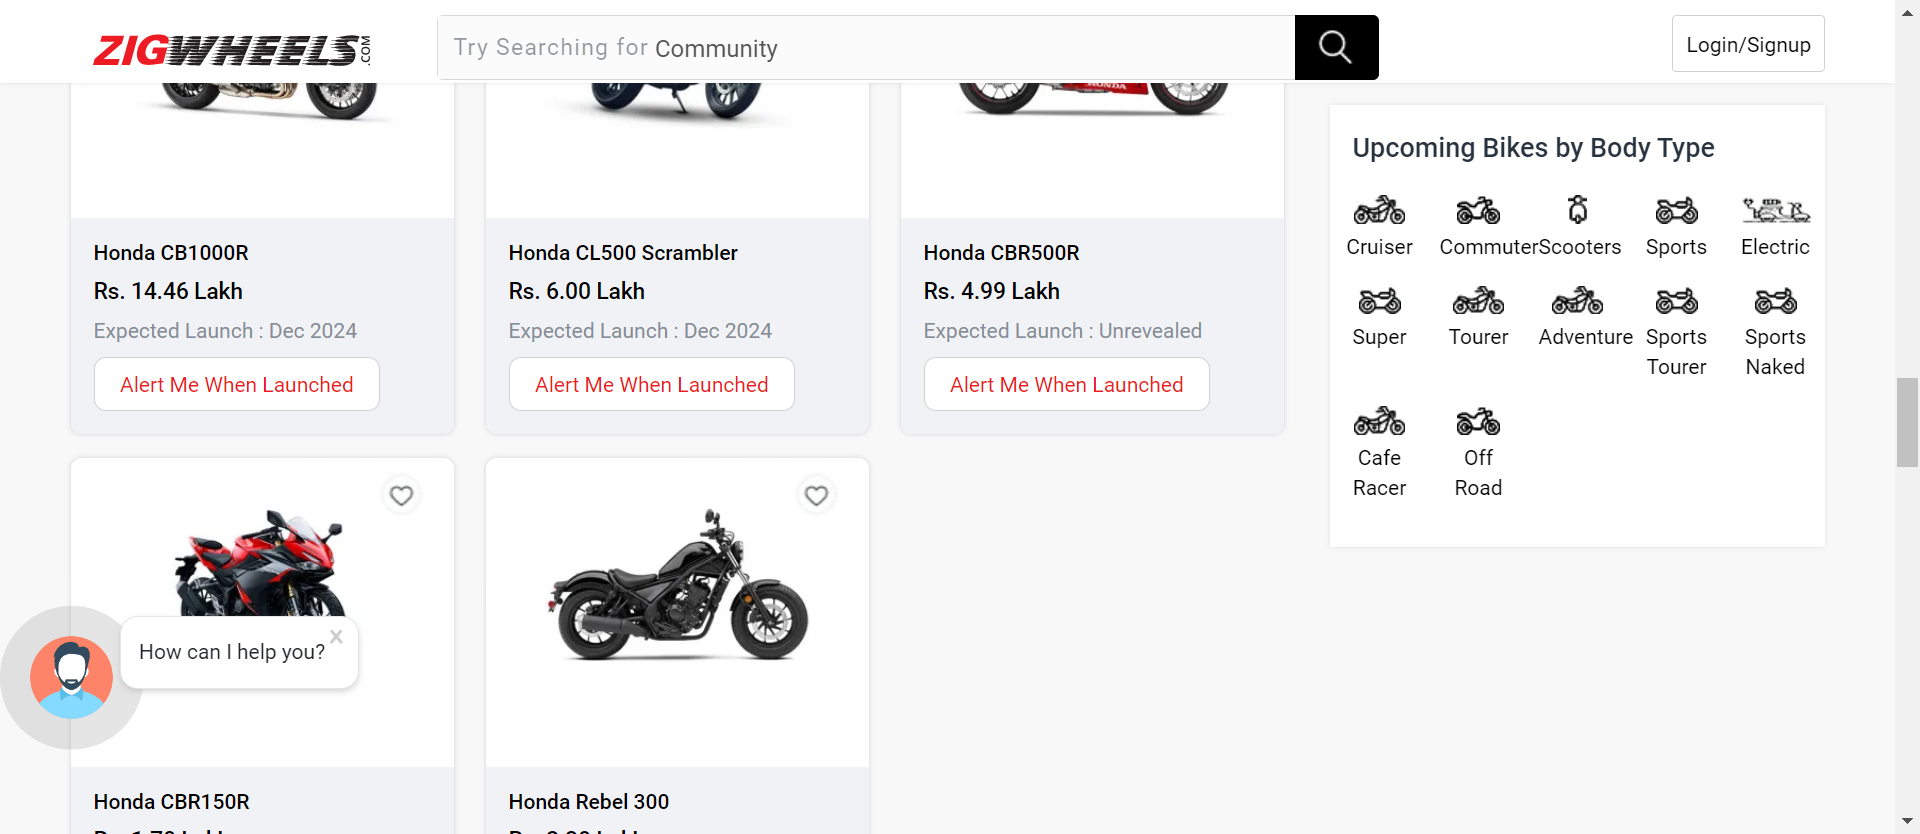 ZIGWHEELS.COM
Try Searching for Community
Login/Signup
HONDA
Honda CB1000R
Rs. 14.46 Lakh
Expected Launch : Dec 2024
Alert Me When Launched
Honda CL500 Scrambler
Rs. 6.00 Lakh
Expected Launch : Dec 2024
Alert Me When Launched
Honda CBR500R
Rs. 4.99 Lakh
Expected Launch : Unrevealed
Alert Me When Launched
Upcoming Bikes by Body Type
Cruiser
Commuter
Scooters
Sports
Electric
Super
Tourer
Adventure
Sports
Tourer
Sports
Naked
Cafe
Racer
Off
Road
How can I help you?
x
Honda CBR150R
Honda Rebel 300